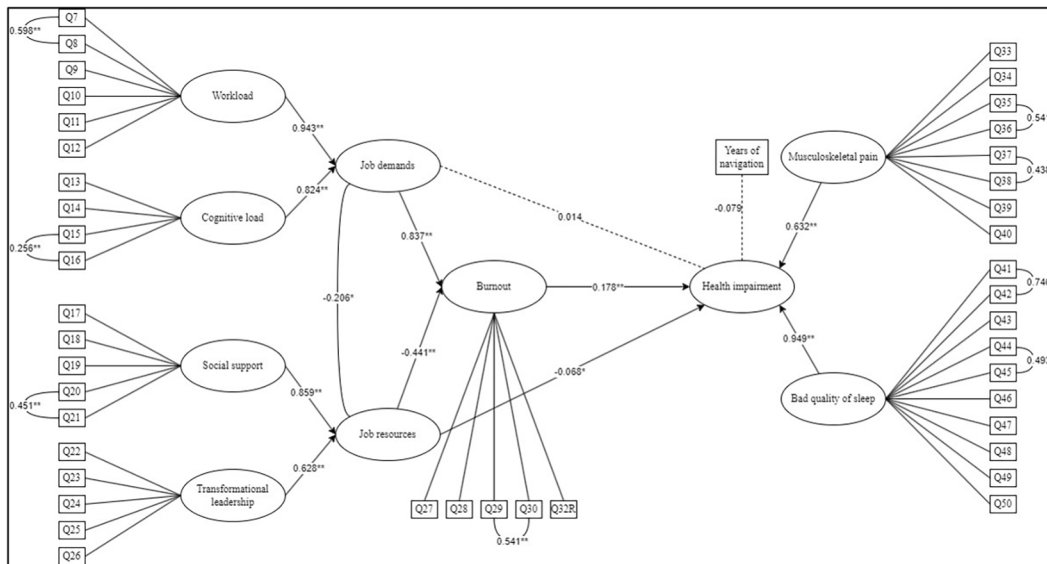 Q7
0.598**
Q8
Q9
Q10
Q11
Q12
Workload
0.943**
Q13
Q14
Q15
0.256**
Q16
Cognitive load
0.824**
Job demands
Q17
Q18
Q19
Q20
0.451**
Q21
Social support
0.859**
Q22
Q23
Q24
Q25
Q26
Transformational
leadership
0.628**
Job resources
-0.206*
0.837**
-0.441**
Burnout
Q27
Q28
Q29
Q30
Q32R
0.541**
0.014
0.178**
-0.068*
Years of
navigation
-0.079
Health impairment
Musculoskeletal pain
0.632**
0.949**
Bad quality of sleep
Q33
Q34
Q35
0.541
Q36
Q37
0.438
Q38
Q39
Q40
Q41
Q42
Q43
Q44
Q45
Q46
Q47
Q48
Q49
Q50